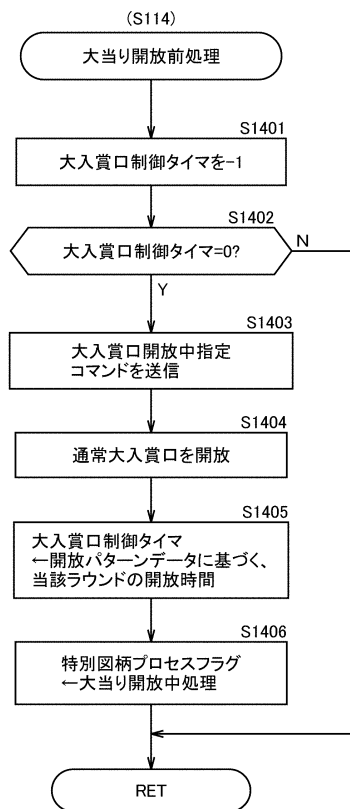 (S114)
大当り開放前処理
S1401
大入賞口制御タイマを-1
S1402
大入賞口制御タイマ=0?
N
Y
S1403
大入賞口開放中指定
コマンドを送信
S1404
通常大入賞口を開放
S1405
大入賞口制御タイマ
←開放パターンデータに基づく、
当該ラウンドの開放時間
S1406
特別図柄プロセスフラグ
←大当り開放中処理
RET